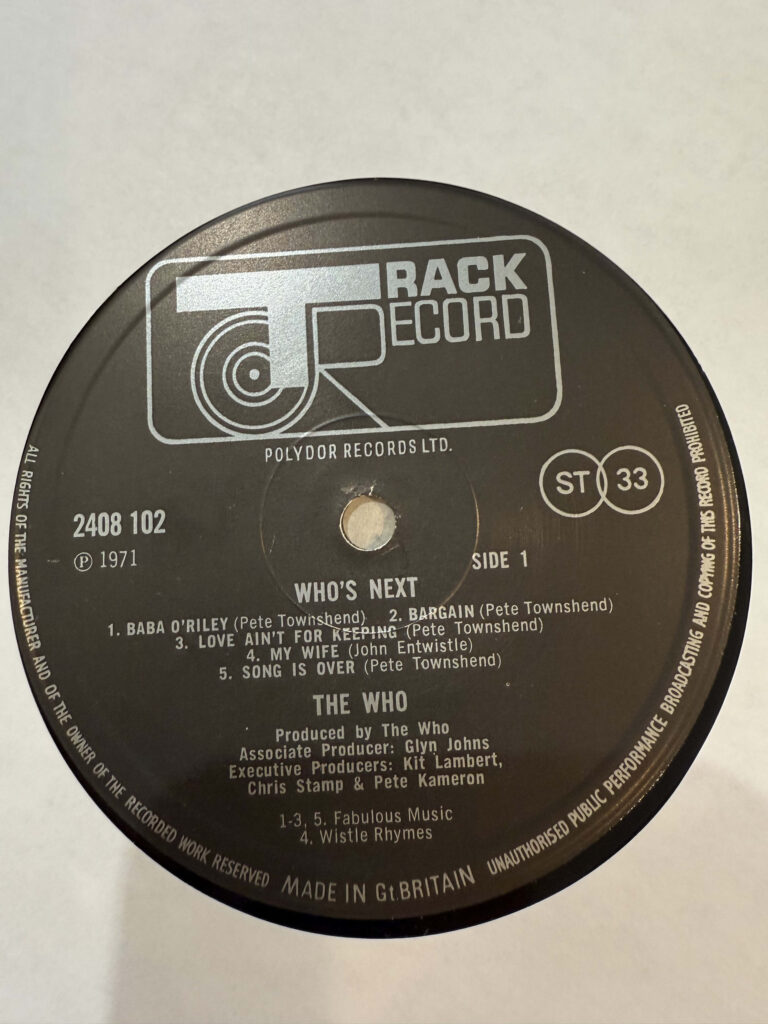 TRACK
RECORD
POLYDOR RECORDS LTD.
2408 102
ST 33
Ⓟ 1971
SIDE 1
WHO'S NEXT
1. BABA O'RILEY (Pete Townshend) 2. BARGAIN (Pete Townshend)
3. LOVE AIN'T FOR KEEPING (Pete Townshend)
4. MY WIFE (John Entwistle)
5. SONG IS OVER (Pete Townshend)
THE WHO
Produced by The Who
Associate Producer: Glyn Johns
Executive Producers: Kit Lambert,
Chris Stamp & Pete Kameron
1-3, 5. Fabulous Music
4. Wistle Rhymes
ALL RIGHTS OF THE MANUFACTURER AND OF THE OWNER OF THE RECORDED WORK RESERVED
MADE IN Gt.BRITAIN
UNAUTHORISED PUBLIC PERFORMANCE BROADCASTING AND COPYING OF THIS RECORD PROHIBITED